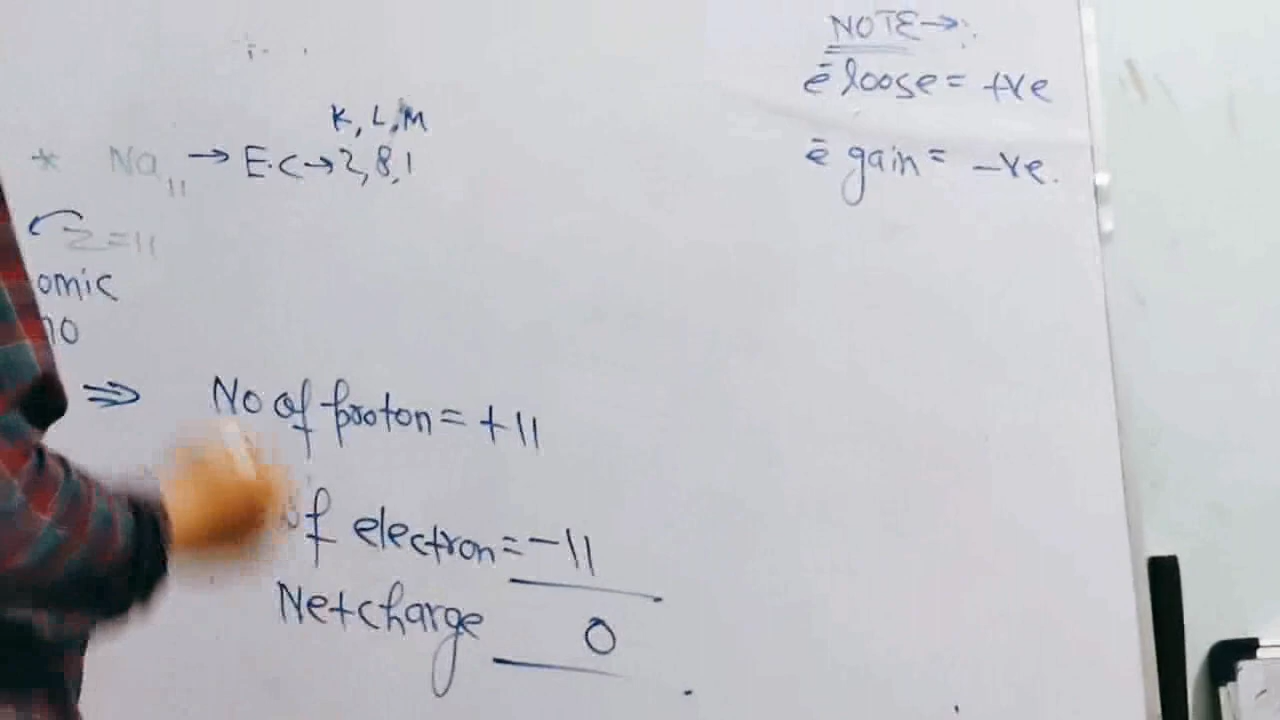 NOTE→:
ē loose = +ve
ē gain = -ve.
K, L, M
* Na11 → E.C → 2,8,1
Z=11
omic
no
⇒ No of proton = +11
of electron = -11
Net charge 0